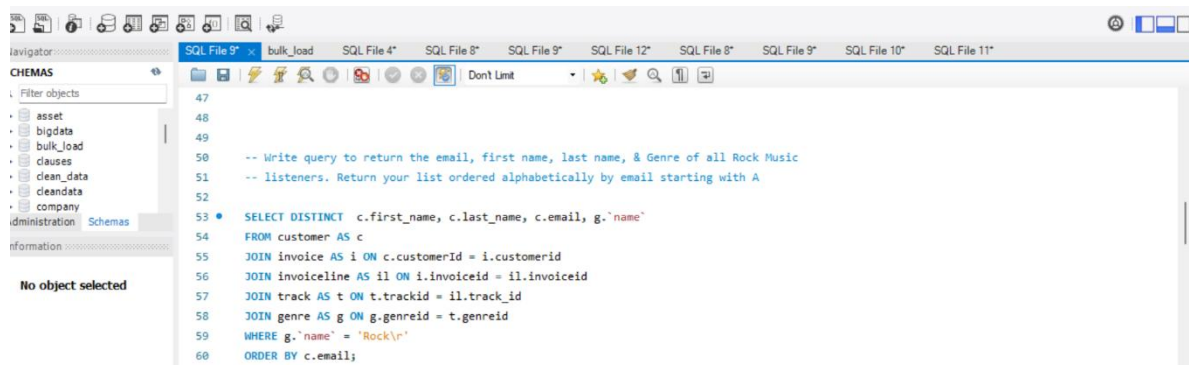 SQL File 9* × bulk_load SQL File 4* SQL File 8* SQL File 9* SQL File 12* SQL File 8* SQL File 9* SQL File 10* SQL File 11*
SCHEMAS
Filter objects
asset
bigdata
bulk_load
clauses
clean_data
cleandata
company
Schemas
No object selected
Don't Limit
47
48
49
50 -- Write query to return the email, first name, last name, & Genre of all Rock Music
51 -- listeners. Return your list ordered alphabetically by email starting with A
52
53 SELECT DISTINCT c.first_name, c.last_name, c.email, g.`name`
54 FROM customer AS c
55 JOIN invoice AS i ON c.customerId = i.customerid
56 JOIN invoiceline AS il ON i.invoiceid = il.invoiceid
57 JOIN track AS t ON t.trackid = il.track_id
58 JOIN genre AS g ON g.genreid = t.genreid
59 WHERE g.`name` = 'Rock\r'
60 ORDER BY c.email;